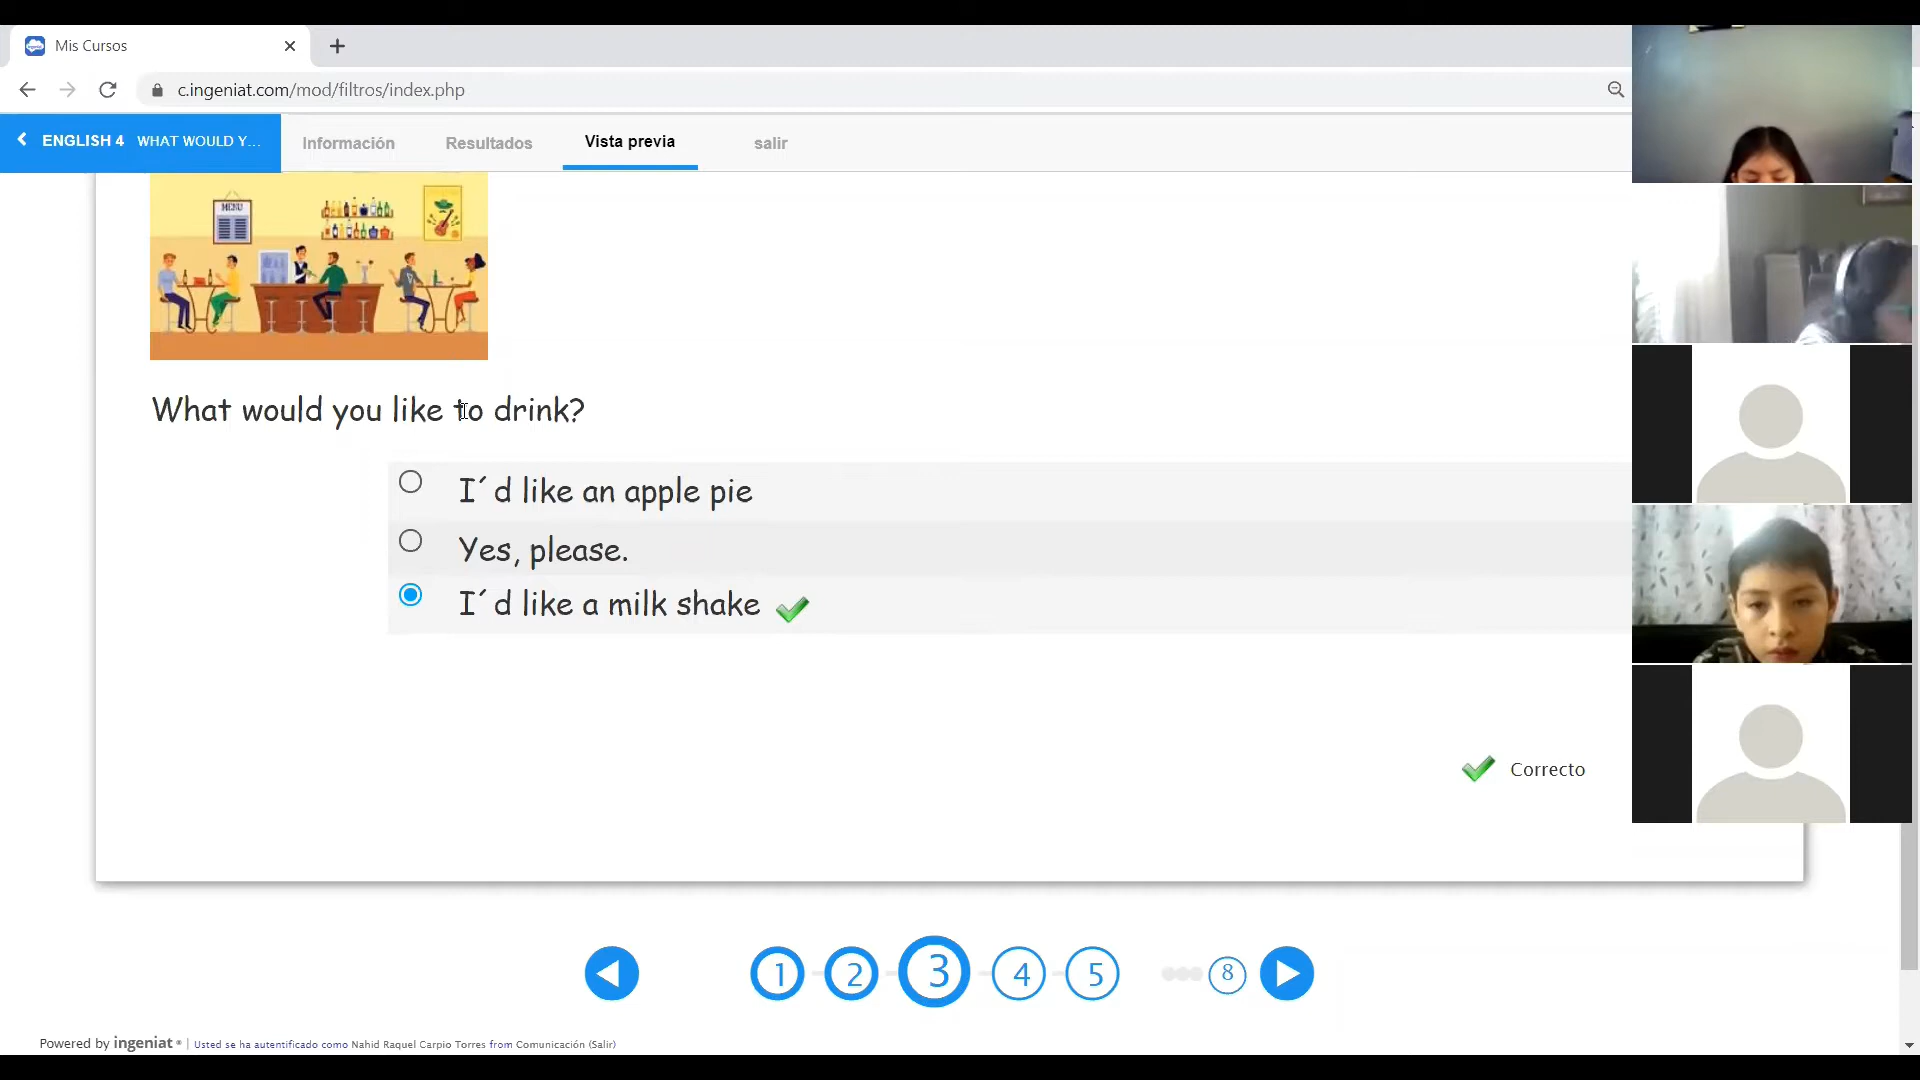 Mis Cursos
c.ingeniat.com/mod/filtros/index.php
ENGLISH 4 WHAT WOULD Y...
Información
Resultados
Vista previa
salir
MENU
What would you like to drink?
I´d like an apple pie
Yes, please.
I´d like a milk shake
Correcto
1 2 3 4 5 8
Powered by ingeniat ® | Usted se ha autentificado como Nahid Raquel Carpio Torres from Comunicación (Salir)